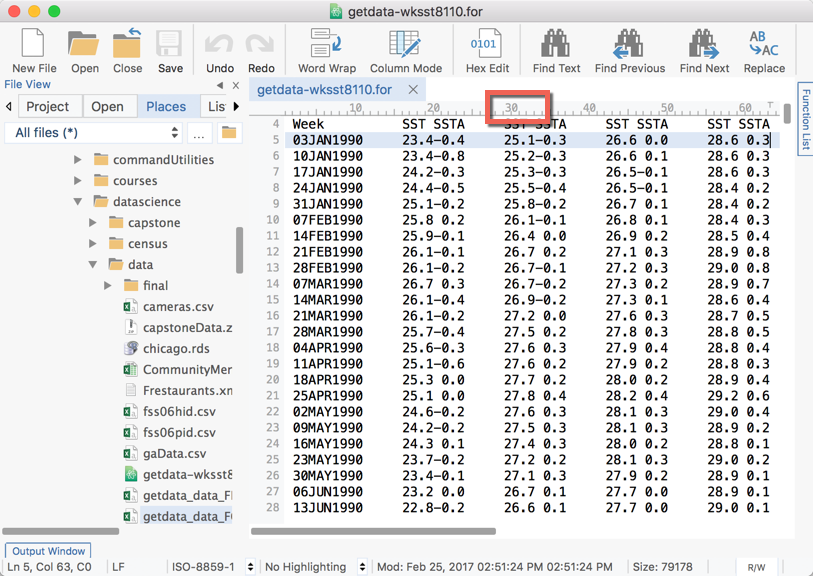 getdata-wksst8110.for
New File Open Close Save Undo Redo Word Wrap Column Mode 0101 Hex Edit Find Text Find Previous Find Next AB AC Replace
File View
Project Open Places Lis
All files (*) ...
commandUtilities
courses
datascience
capstone
census
data
final
cameras.csv
capstoneData.z
chicago.rds
CommunityMer
Frestaurants.xn
fss06hid.csv
fss06pid.csv
gaData.csv
getdata-wksst8
getdata_data_FI
getdata_data_F
Output Window
getdata-wksst8110.for
10 20 30 40 50 60
4 Week SST SSTA SST SSTA SST SSTA SST SSTA
5 03JAN1990 23.4-0.4 25.1-0.3 26.6 0.0 28.6 0.3
6 10JAN1990 23.4-0.8 25.2-0.3 26.6 0.1 28.6 0.3
7 17JAN1990 24.2-0.3 25.3-0.3 26.5-0.1 28.6 0.3
8 24JAN1990 24.4-0.5 25.5-0.4 26.5-0.1 28.4 0.2
9 31JAN1990 25.1-0.2 25.8-0.2 26.7 0.1 28.4 0.2
10 07FEB1990 25.8 0.2 26.1-0.1 26.8 0.1 28.4 0.3
11 14FEB1990 25.9-0.1 26.4 0.0 26.9 0.2 28.5 0.4
12 21FEB1990 26.1-0.1 26.7 0.2 27.1 0.3 28.9 0.8
13 28FEB1990 26.1-0.2 26.7-0.1 27.2 0.3 29.0 0.8
14 07MAR1990 26.7 0.3 26.7-0.2 27.3 0.2 28.9 0.7
15 14MAR1990 26.1-0.4 26.9-0.2 27.3 0.1 28.6 0.4
16 21MAR1990 26.1-0.2 27.2 0.0 27.6 0.3 28.7 0.5
17 28MAR1990 25.7-0.4 27.5 0.2 27.8 0.3 28.8 0.5
18 04APR1990 25.6-0.3 27.6 0.3 27.9 0.4 28.8 0.4
19 11APR1990 25.1-0.6 27.6 0.2 27.9 0.2 28.8 0.3
20 18APR1990 25.3 0.0 27.7 0.2 28.0 0.2 28.9 0.4
21 25APR1990 25.1 0.0 27.8 0.4 28.2 0.4 29.2 0.6
22 02MAY1990 24.6-0.2 27.6 0.3 28.1 0.3 29.0 0.4
23 09MAY1990 24.2-0.2 27.5 0.3 28.1 0.3 28.9 0.2
24 16MAY1990 24.3 0.1 27.4 0.3 28.0 0.2 28.8 0.1
25 23MAY1990 23.7-0.2 27.2 0.2 28.1 0.3 29.0 0.2
26 30MAY1990 23.4-0.1 27.1 0.3 27.9 0.2 28.9 0.1
27 06JUN1990 23.2 0.0 26.7 0.1 27.7 0.0 28.9 0.1
28 13JUN1990 22.8-0.2 26.6 0.1 27.7 0.0 29.0 0.1
Function List
Ln 5, Col 63, C0 LF ISO-8859-1 No Highlighting Mod: Feb 25, 2017 02:51:24 PM 02:51:24 PM Size: 79178 R/W